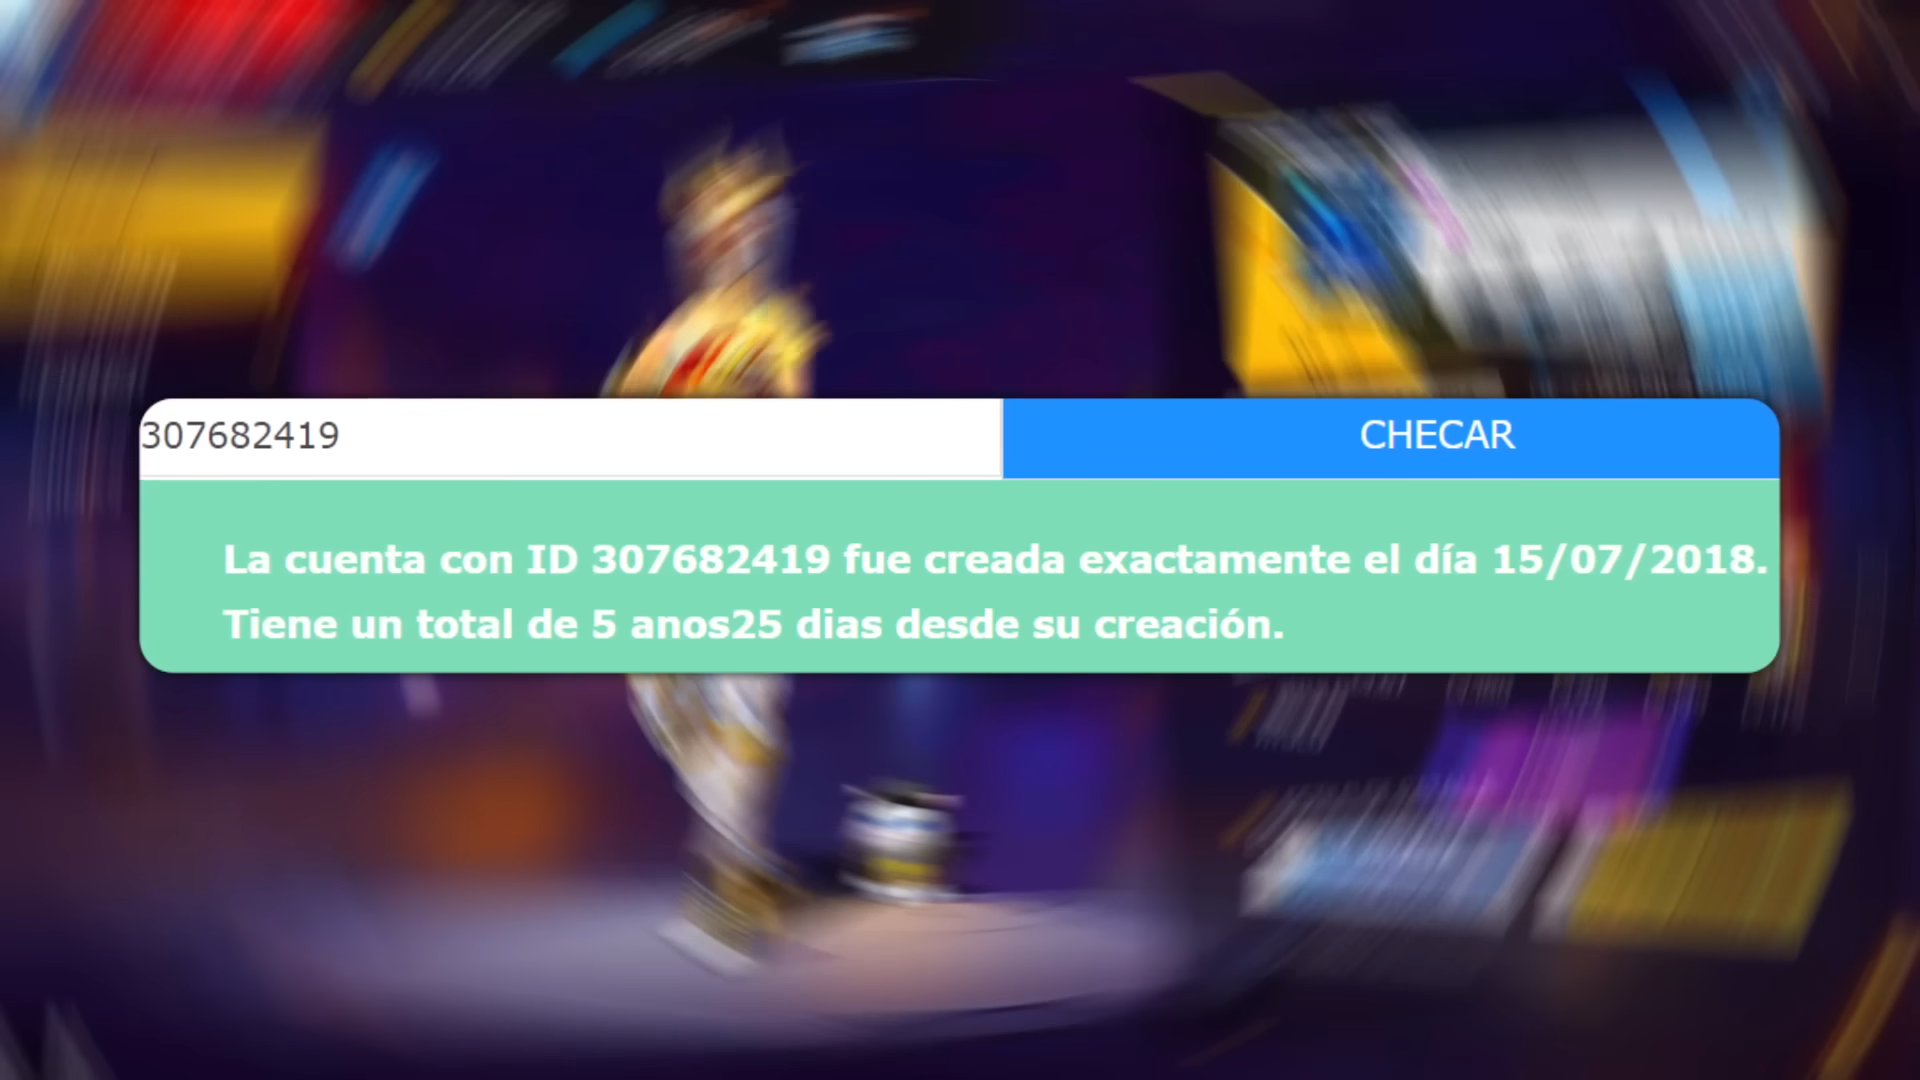 307682419
CHECAR
La cuenta con ID 307682419 fue creada exactamente el día 15/07/2018.
Tiene un total de 5 anos25 dias desde su creación.